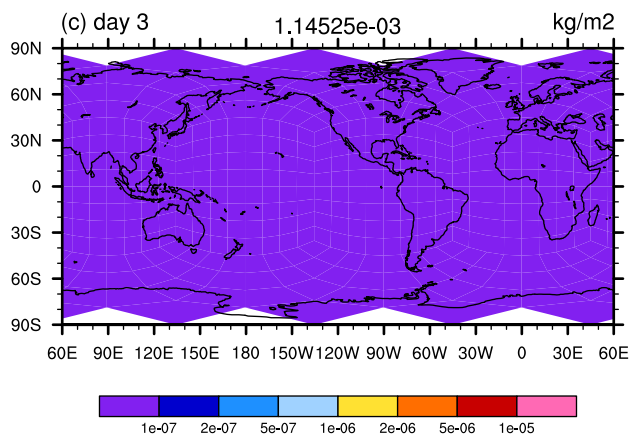 (c) day 3 1.14525e-03 kg/m2
90N
60N
30N
0
30S
60S
90S
60E 90E 120E 150E 180 150W 120W 90W 60W 30W 0 30E 60E
1e-07 2e-07 5e-07 1e-06 2e-06 5e-06 1e-05